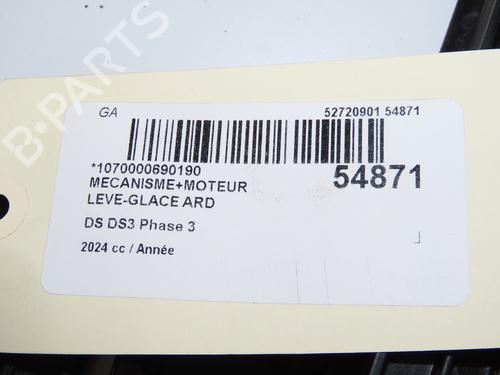 GA
52720901 54871
*1070000690190
54871
MECANISME+MOTEUR
LEVE-GLACE ARD
DS DS3 Phase 3
2024 cc / Année
B-PARTS